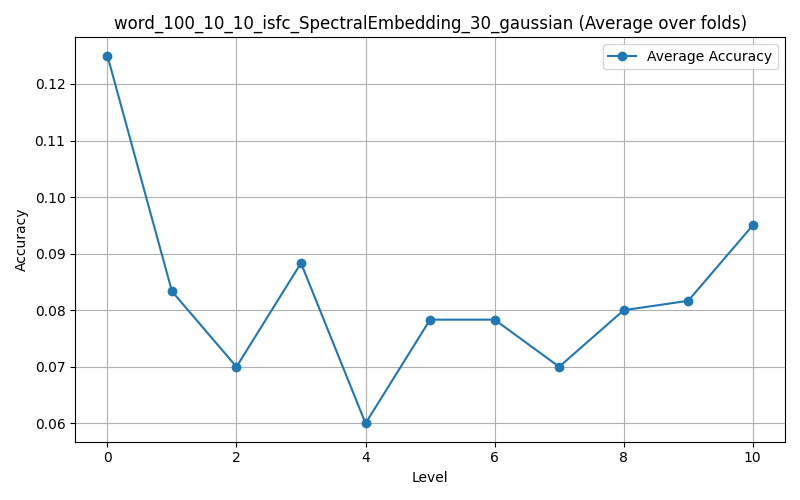 word_100_10_10_isfc_SpectralEmbedding_30_gaussian (Average over folds)
Average Accuracy
0.12
0.11
0.10
0.09
0.08
0.07
0.06
Accuracy
0 2 4 6 8 10
Level